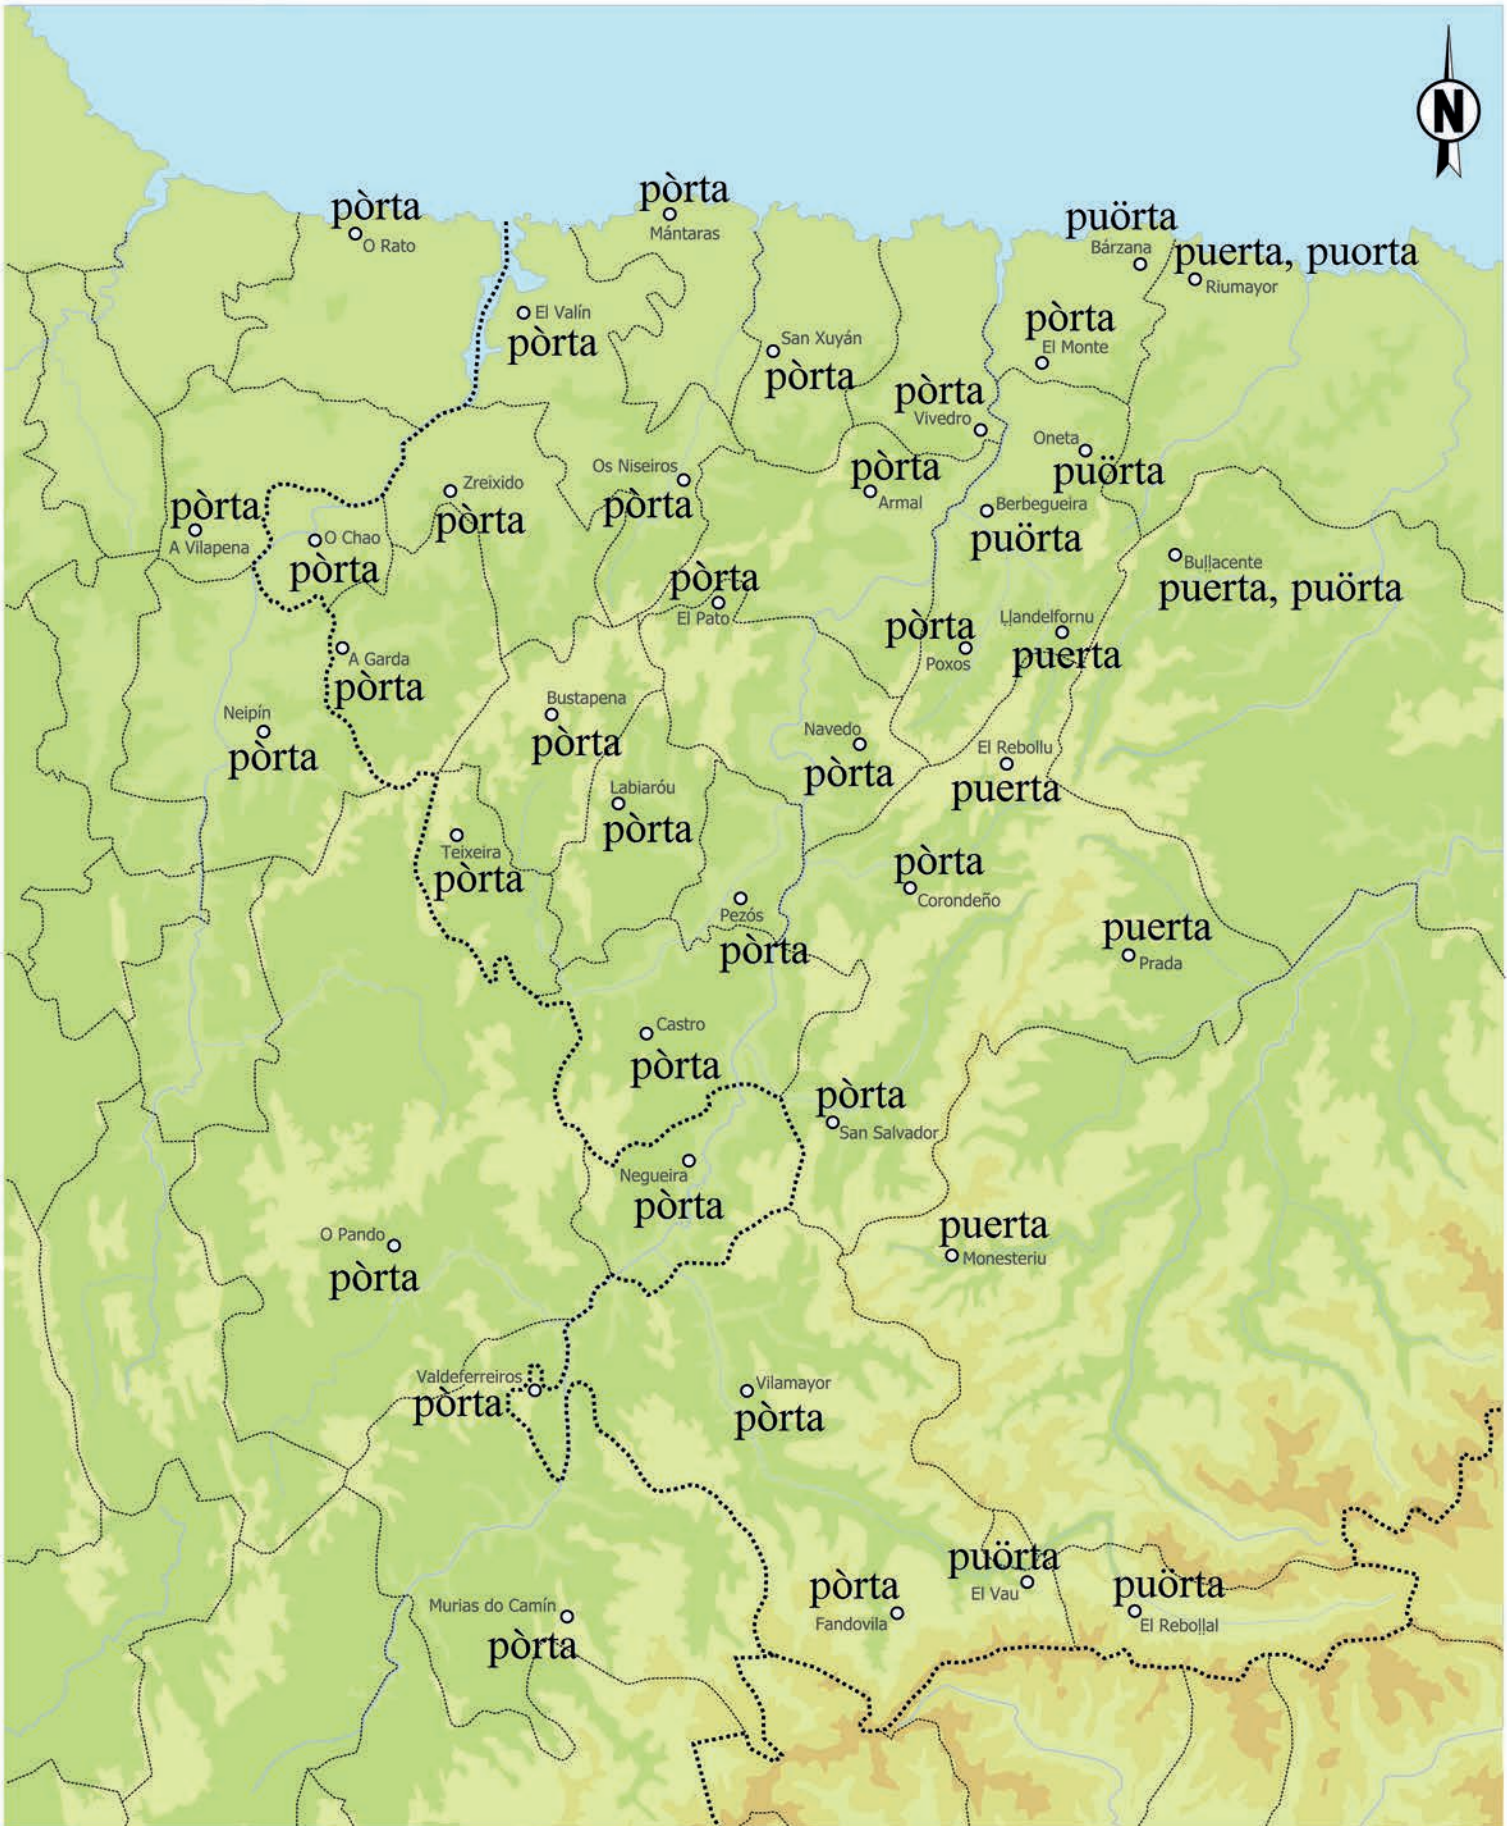 N
pòrta
O Rato
pòrta
Mántaras
puörta
Bárzana
puerta, puorta
Riumayor
El Valín
pòrta
San Xuyán
pòrta
pòrta
El Monte
pòrta
Vivedro
Oneta
puörta
Os Niseiros
pòrta
pòrta
Armal
Zreixido
pòrta
pòrta
A Vilapena
O Chao
pòrta
Berbegueira
puörta
Buḷḷacente
puerta, puörta
pòrta
El Pato
pòrta
Poxos
Ḷḷandelfornu
puerta
A Garda
pòrta
Neipín
pòrta
Bustapena
pòrta
Navedo
pòrta
El Rebollu
puerta
Labiaróu
pòrta
Teixeira
pòrta
pòrta
Corondeño
Pezós
pòrta
puerta
Prada
Castro
pòrta
pòrta
San Salvador
Negueira
pòrta
O Pando
pòrta
puerta
Monesteriu
Valdeferreiros
pòrta
Vilamayor
pòrta
pòrta
Fandovila
puörta
El Vau
puörta
El Reboḷḷal
Murias do Camín
pòrta